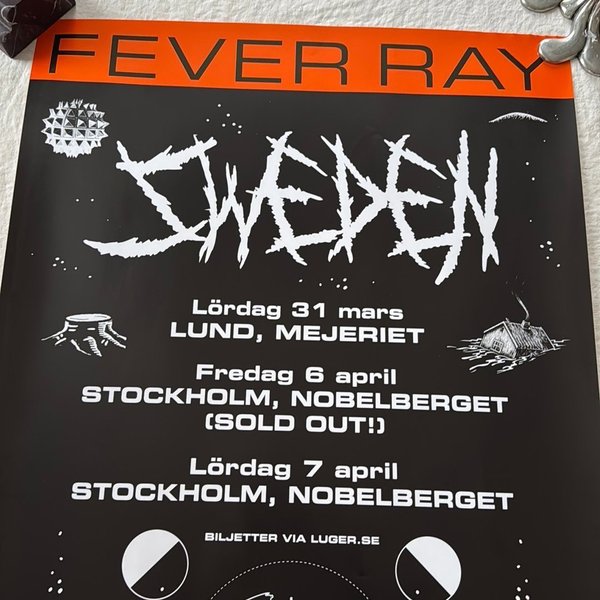 FEVER RAY
SWEDEN
Lördag 31 mars
LUND, MEJERIET
Fredag 6 april
STOCKHOLM, NOBELBERGET
(SOLD OUT!)
Lördag 7 april
STOCKHOLM, NOBELBERGET
BILJETTER VIA LUGER.SE